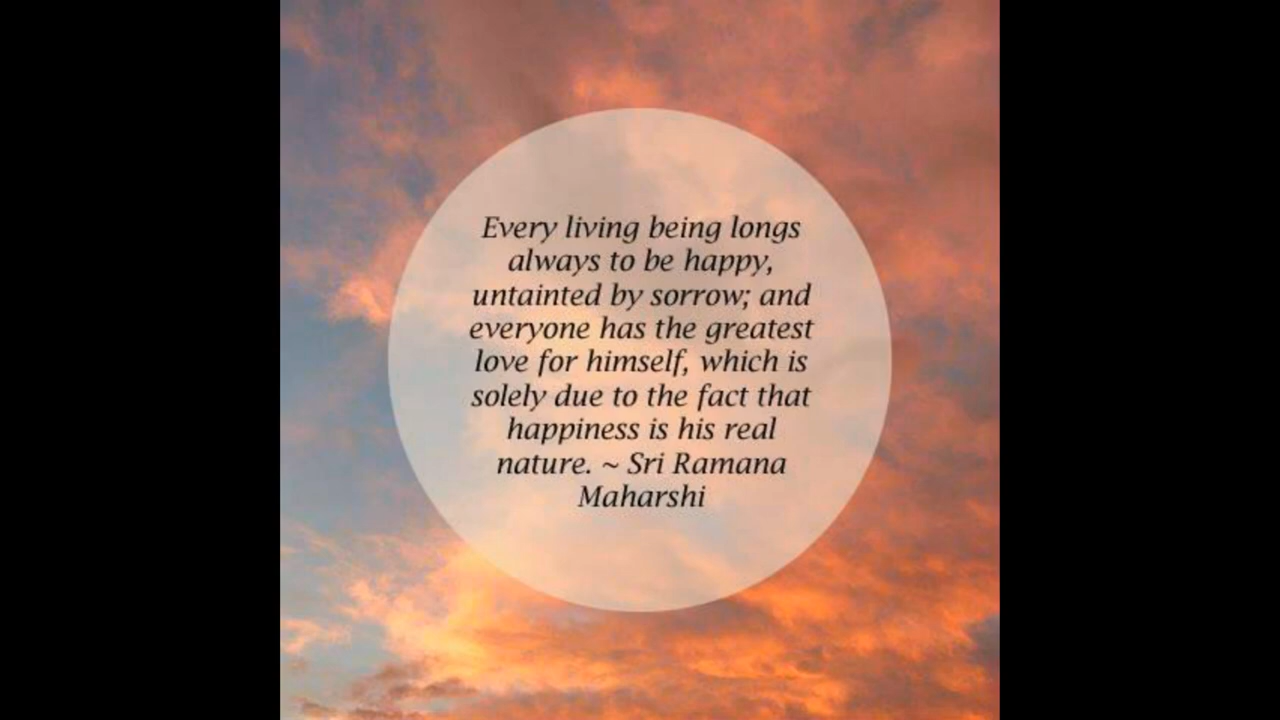 Every living being longs
always to be happy,
untainted by sorrow; and
everyone has the greatest
love for himself, which is
solely due to the fact that
happiness is his real
nature. ~ Sri Ramana
Maharshi